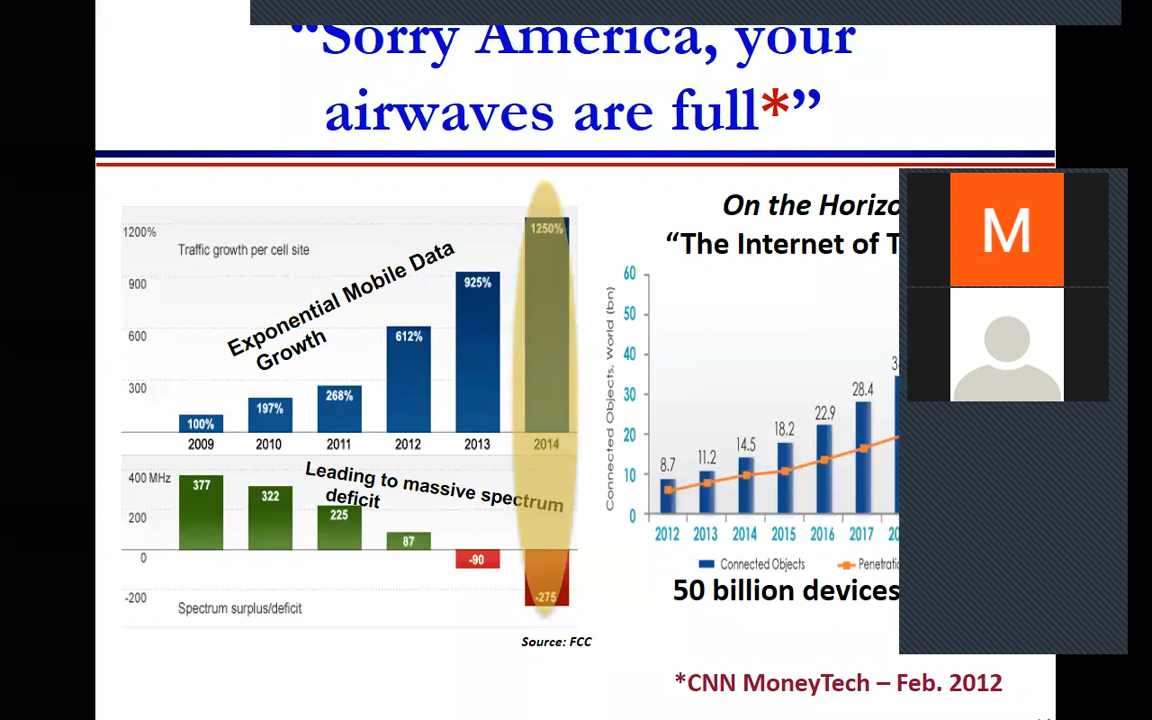 “Sorry America, your
airwaves are full*”
1200%
900
600
300
Traffic growth per cell site
Exponential Mobile Data
Growth
100%
197%
268%
612%
925%
1250%
2009 2010 2011 2012 2013 2014
400 MHz
200
0
-200
Leading to massive spectrum
deficit
377
322
225
87
-90
-275
Spectrum surplus/deficit
Source: FCC
On the Horizo
“The Internet of T
Connected Objects, World (bn)
60
50
40
30
20
10
0
8.7
11.2
14.5
18.2
22.9
28.4
3
2012 2013 2014 2015 2016 2017 20
Connected Objects Penetratio
50 billion devices
*CNN MoneyTech – Feb. 2012
M